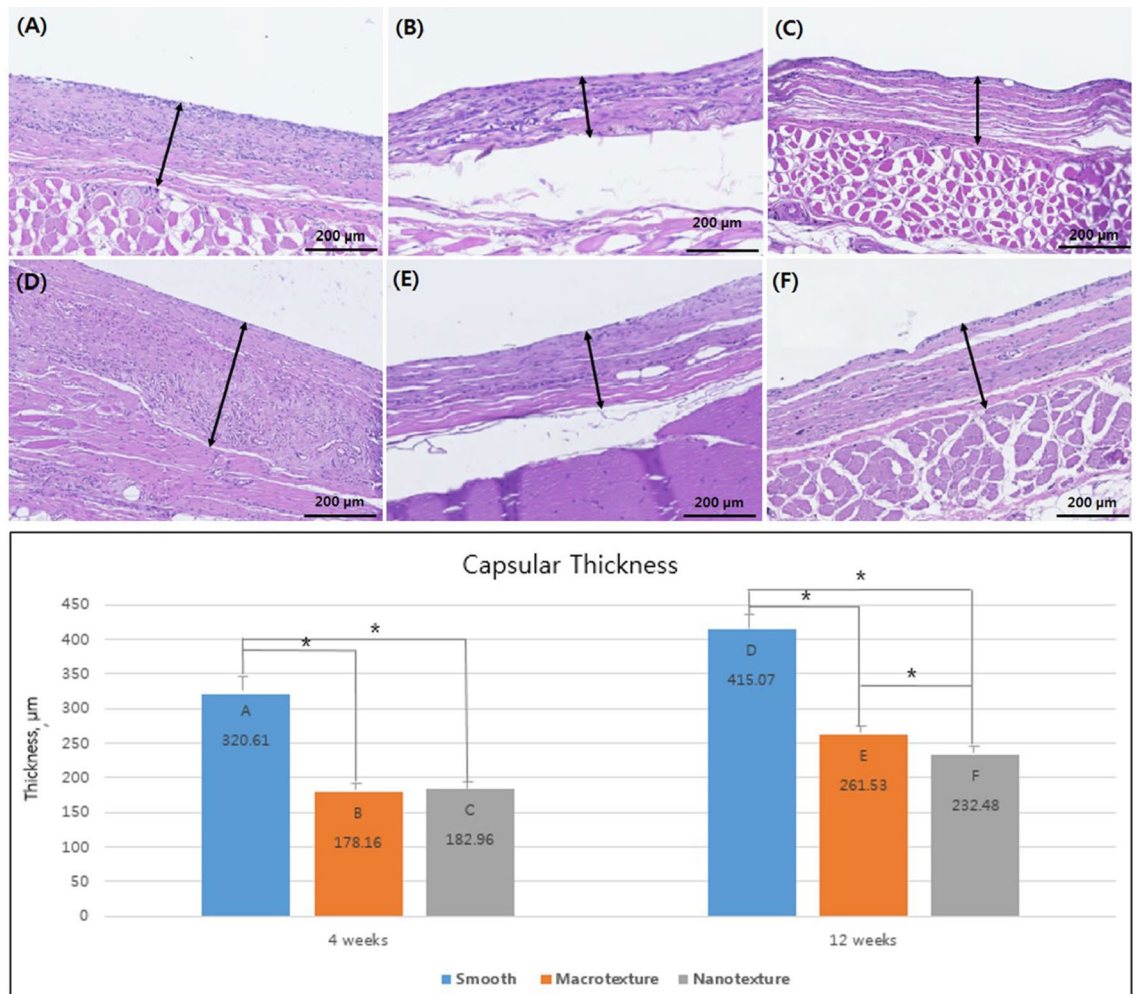 (A)
(B)
(C)
200 µm
200 µm
200 µm
(D)
(E)
(F)
200 µm
200 µm
200 µm
Capsular Thickness
Thickness, µm
450
400
350
300
250
200
150
100
50
0
*
*
*
*
*
A
320.61
B
178.16
C
182.96
D
415.07
E
261.53
F
232.48
4 weeks
12 weeks
Smooth
Macrotexture
Nanotexture